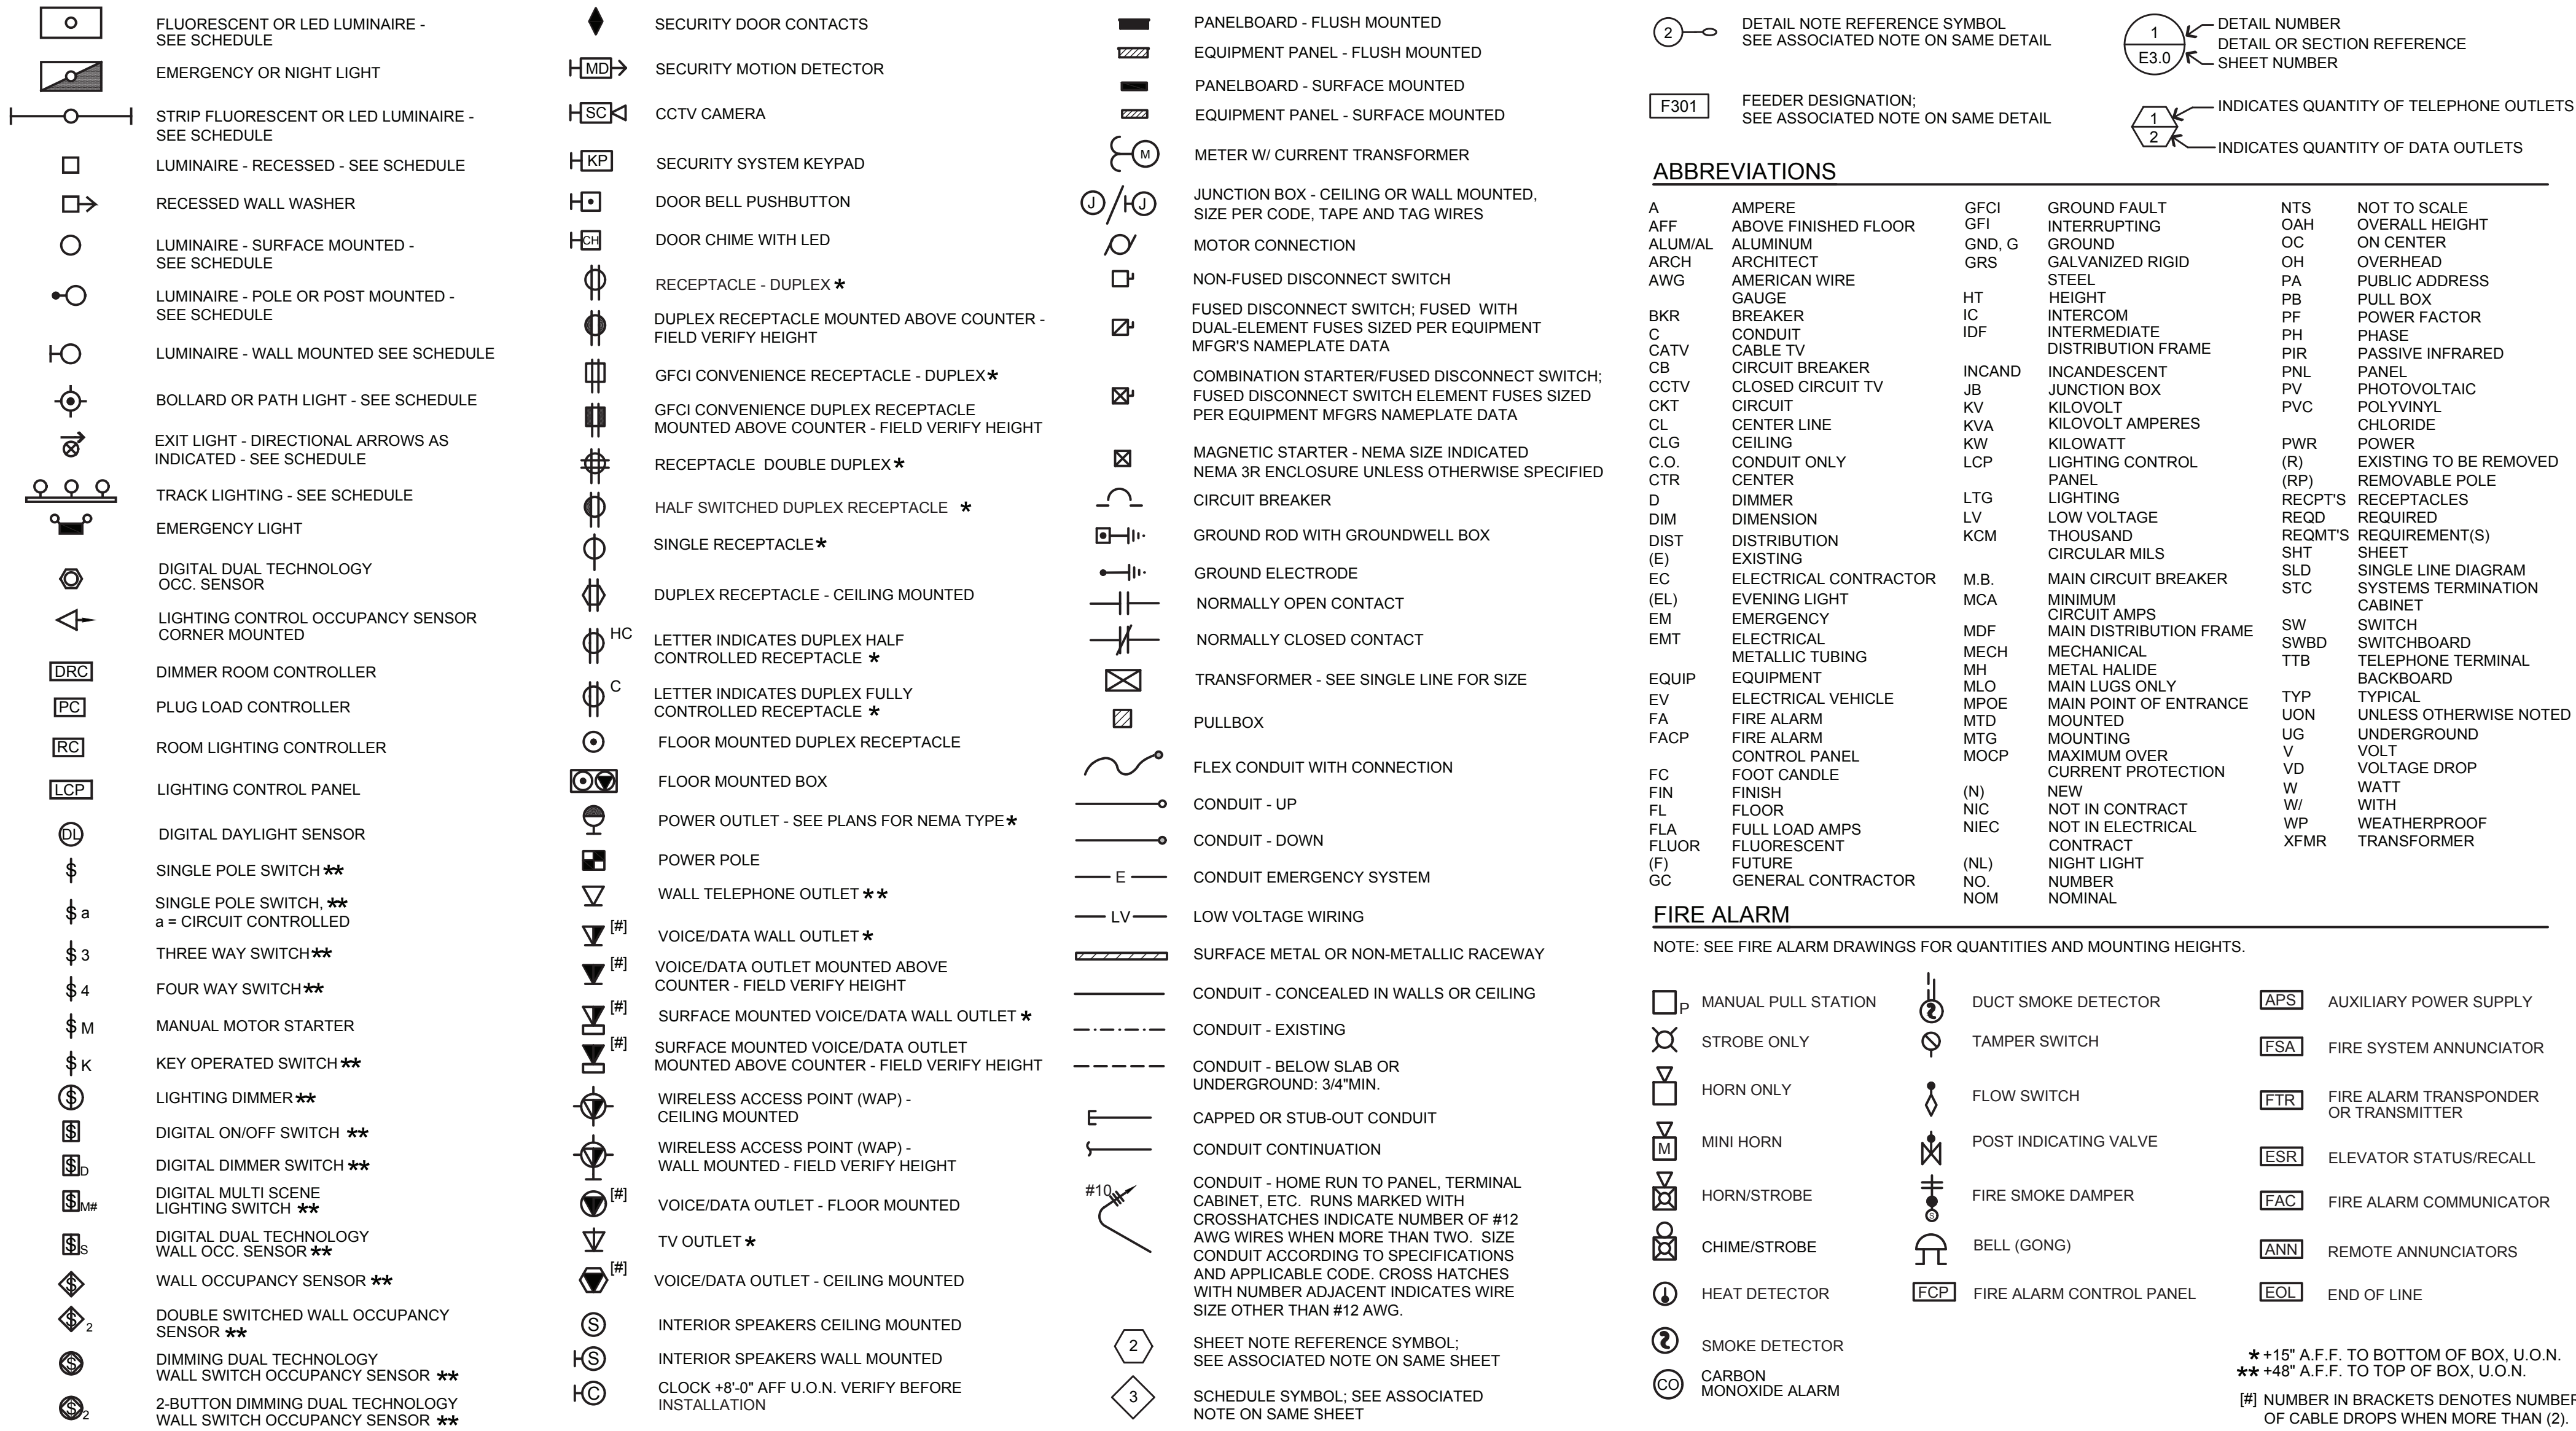 FLUORESCENT OR LED LUMINAIRE -
SEE SCHEDULE
EMERGENCY OR NIGHT LIGHT
STRIP FLUORESCENT OR LED LUMINAIRE -
SEE SCHEDULE
LUMINAIRE - RECESSED - SEE SCHEDULE
RECESSED WALL WASHER
LUMINAIRE - SURFACE MOUNTED -
SEE SCHEDULE
LUMINAIRE - POLE OR POST MOUNTED -
SEE SCHEDULE
LUMINAIRE - WALL MOUNTED SEE SCHEDULE
BOLLARD OR PATH LIGHT - SEE SCHEDULE
EXIT LIGHT - DIRECTIONAL ARROWS AS
INDICATED - SEE SCHEDULE
TRACK LIGHTING - SEE SCHEDULE
EMERGENCY LIGHT
DIGITAL DUAL TECHNOLOGY
OCC. SENSOR
LIGHTING CONTROL OCCUPANCY SENSOR
CORNER MOUNTED
DRC DIMMER ROOM CONTROLLER
PC PLUG LOAD CONTROLLER
RC ROOM LIGHTING CONTROLLER
LCP LIGHTING CONTROL PANEL
DL DIGITAL DAYLIGHT SENSOR
$ SINGLE POLE SWITCH **
$ a SINGLE POLE SWITCH, **
a = CIRCUIT CONTROLLED
$ 3 THREE WAY SWITCH **
$ 4 FOUR WAY SWITCH **
$ M MANUAL MOTOR STARTER
$ K KEY OPERATED SWITCH **
$ LIGHTING DIMMER **
$ DIGITAL ON/OFF SWITCH **
$ D DIGITAL DIMMER SWITCH **
$ M# DIGITAL MULTI SCENE
LIGHTING SWITCH **
$ S DIGITAL DUAL TECHNOLOGY
WALL OCC. SENSOR **
$ WALL OCCUPANCY SENSOR **
$ 2 DOUBLE SWITCHED WALL OCCUPANCY
SENSOR **
$ DIMMING DUAL TECHNOLOGY
WALL SWITCH OCCUPANCY SENSOR **
$ 2 2-BUTTON DIMMING DUAL TECHNOLOGY
WALL SWITCH OCCUPANCY SENSOR **
SECURITY DOOR CONTACTS
MD SECURITY MOTION DETECTOR
SC CCTV CAMERA
KP SECURITY SYSTEM KEYPAD
DOOR BELL PUSHBUTTON
CH DOOR CHIME WITH LED
RECEPTACLE - DUPLEX *
DUPLEX RECEPTACLE MOUNTED ABOVE COUNTER -
FIELD VERIFY HEIGHT
GFCI CONVENIENCE RECEPTACLE - DUPLEX *
GFCI CONVENIENCE DUPLEX RECEPTACLE
MOUNTED ABOVE COUNTER - FIELD VERIFY HEIGHT
RECEPTACLE DOUBLE DUPLEX *
HALF SWITCHED DUPLEX RECEPTACLE *
SINGLE RECEPTACLE *
DUPLEX RECEPTACLE - CEILING MOUNTED
HC LETTER INDICATES DUPLEX HALF
CONTROLLED RECEPTACLE *
C LETTER INDICATES DUPLEX FULLY
CONTROLLED RECEPTACLE *
FLOOR MOUNTED DUPLEX RECEPTACLE
FLOOR MOUNTED BOX
POWER OUTLET - SEE PLANS FOR NEMA TYPE *
POWER POLE
WALL TELEPHONE OUTLET **
[#] VOICE/DATA WALL OUTLET *
[#] VOICE/DATA OUTLET MOUNTED ABOVE
COUNTER - FIELD VERIFY HEIGHT
[#] SURFACE MOUNTED VOICE/DATA WALL OUTLET *
[#] SURFACE MOUNTED VOICE/DATA OUTLET
MOUNTED ABOVE COUNTER - FIELD VERIFY HEIGHT
WIRELESS ACCESS POINT (WAP) -
CEILING MOUNTED
WIRELESS ACCESS POINT (WAP) -
WALL MOUNTED - FIELD VERIFY HEIGHT
[#] VOICE/DATA OUTLET - FLOOR MOUNTED
TV OUTLET *
[#] VOICE/DATA OUTLET - CEILING MOUNTED
S INTERIOR SPEAKERS CEILING MOUNTED
S INTERIOR SPEAKERS WALL MOUNTED
C CLOCK +8'-0" AFF U.O.N. VERIFY BEFORE
INSTALLATION
PANELBOARD - FLUSH MOUNTED
EQUIPMENT PANEL - FLUSH MOUNTED
PANELBOARD - SURFACE MOUNTED
EQUIPMENT PANEL - SURFACE MOUNTED
M METER W/ CURRENT TRANSFORMER
J / J JUNCTION BOX - CEILING OR WALL MOUNTED,
SIZE PER CODE, TAPE AND TAG WIRES
MOTOR CONNECTION
NON-FUSED DISCONNECT SWITCH
FUSED DISCONNECT SWITCH; FUSED WITH
DUAL-ELEMENT FUSES SIZED PER EQUIPMENT
MFGR'S NAMEPLATE DATA
COMBINATION STARTER/FUSED DISCONNECT SWITCH;
FUSED DISCONNECT SWITCH ELEMENT FUSES SIZED
PER EQUIPMENT MFGRS NAMEPLATE DATA
MAGNETIC STARTER - NEMA SIZE INDICATED
NEMA 3R ENCLOSURE UNLESS OTHERWISE SPECIFIED
CIRCUIT BREAKER
GROUND ROD WITH GROUNDWELL BOX
GROUND ELECTRODE
NORMALLY OPEN CONTACT
NORMALLY CLOSED CONTACT
TRANSFORMER - SEE SINGLE LINE FOR SIZE
PULLBOX
FLEX CONDUIT WITH CONNECTION
CONDUIT - UP
CONDUIT - DOWN
E CONDUIT EMERGENCY SYSTEM
LV LOW VOLTAGE WIRING
SURFACE METAL OR NON-METALLIC RACEWAY
CONDUIT - CONCEALED IN WALLS OR CEILING
CONDUIT - EXISTING
CONDUIT - BELOW SLAB OR
UNDERGROUND: 3/4"MIN.
CAPPED OR STUB-OUT CONDUIT
CONDUIT CONTINUATION
#10 CONDUIT - HOME RUN TO PANEL, TERMINAL
CABINET, ETC. RUNS MARKED WITH
CROSSHATCHES INDICATE NUMBER OF #12
AWG WIRES WHEN MORE THAN TWO. SIZE
CONDUIT ACCORDING TO SPECIFICATIONS
AND APPLICABLE CODE. CROSS HATCHES
WITH NUMBER ADJACENT INDICATES WIRE
SIZE OTHER THAN #12 AWG.
2 SHEET NOTE REFERENCE SYMBOL;
SEE ASSOCIATED NOTE ON SAME SHEET
3 SCHEDULE SYMBOL; SEE ASSOCIATED
NOTE ON SAME SHEET
2 DETAIL NOTE REFERENCE SYMBOL
SEE ASSOCIATED NOTE ON SAME DETAIL
F301 FEEDER DESIGNATION;
SEE ASSOCIATED NOTE ON SAME DETAIL
1 DETAIL NUMBER
DETAIL OR SECTION REFERENCE
E3.0 SHEET NUMBER
1 INDICATES QUANTITY OF TELEPHONE OUTLETS
2 INDICATES QUANTITY OF DATA OUTLETS
ABBREVIATIONS
A AMPERE
AFF ABOVE FINISHED FLOOR
ALUM/AL ALUMINUM
ARCH ARCHITECT
AWG AMERICAN WIRE
GAUGE
BKR BREAKER
C CONDUIT
CATV CABLE TV
CB CIRCUIT BREAKER
CCTV CLOSED CIRCUIT TV
CKT CIRCUIT
CL CENTER LINE
CLG CEILING
C.O. CONDUIT ONLY
CTR CENTER
D DIMMER
DIM DIMENSION
DIST DISTRIBUTION
(E) EXISTING
EC ELECTRICAL CONTRACTOR
(EL) EVENING LIGHT
EM EMERGENCY
EMT ELECTRICAL
METALLIC TUBING
EQUIP EQUIPMENT
EV ELECTRICAL VEHICLE
FA FIRE ALARM
FACP FIRE ALARM
CONTROL PANEL
FC FOOT CANDLE
FIN FINISH
FL FLOOR
FLA FULL LOAD AMPS
FLUOR FLUORESCENT
(F) FUTURE
GC GENERAL CONTRACTOR
GFCI GROUND FAULT
GFI INTERRUPTING
GND, G GROUND
GRS GALVANIZED RIGID
STEEL
HT HEIGHT
IC INTERCOM
IDF INTERMEDIATE
DISTRIBUTION FRAME
INCAND INCANDESCENT
JB JUNCTION BOX
KV KILOVOLT
KVA KILOVOLT AMPERES
KW KILOWATT
LCP LIGHTING CONTROL
PANEL
LTG LIGHTING
LV LOW VOLTAGE
KCM THOUSAND
CIRCULAR MILS
M.B. MAIN CIRCUIT BREAKER
MCA MINIMUM
CIRCUIT AMPS
MDF MAIN DISTRIBUTION FRAME
MECH MECHANICAL
MH METAL HALIDE
MLO MAIN LUGS ONLY
MPOE MAIN POINT OF ENTRANCE
MTD MOUNTED
MTG MOUNTING
MOCP MAXIMUM OVER
CURRENT PROTECTION
(N) NEW
NIC NOT IN CONTRACT
NIEC NOT IN ELECTRICAL
CONTRACT
(NL) NIGHT LIGHT
NO. NUMBER
NOM NOMINAL
NTS NOT TO SCALE
OAH OVERALL HEIGHT
OC ON CENTER
OH OVERHEAD
PA PUBLIC ADDRESS
PB PULL BOX
PF POWER FACTOR
PH PHASE
PIR PASSIVE INFRARED
PNL PANEL
PV PHOTOVOLTAIC
PVC POLYVINYL
CHLORIDE
PWR POWER
(R) EXISTING TO BE REMOVED
(RP) REMOVABLE POLE
RECPT'S RECEPTACLES
REQD REQUIRED
REQMT'S REQUIREMENT(S)
SHT SHEET
SLD SINGLE LINE DIAGRAM
STC SYSTEMS TERMINATION
CABINET
SW SWITCH
SWBD SWITCHBOARD
TTB TELEPHONE TERMINAL
BACKBOARD
TYP TYPICAL
UON UNLESS OTHERWISE NOTED
UG UNDERGROUND
V VOLT
VD VOLTAGE DROP
W WATT
W/ WITH
WP WEATHERPROOF
XFMR TRANSFORMER
FIRE ALARM
NOTE: SEE FIRE ALARM DRAWINGS FOR QUANTITIES AND MOUNTING HEIGHTS.
P MANUAL PULL STATION
STROBE ONLY
HORN ONLY
M MINI HORN
HORN/STROBE
CHIME/STROBE
HEAT DETECTOR
SMOKE DETECTOR
CO CARBON
MONOXIDE ALARM
DUCT SMOKE DETECTOR
TAMPER SWITCH
FLOW SWITCH
POST INDICATING VALVE
S FIRE SMOKE DAMPER
BELL (GONG)
FCP FIRE ALARM CONTROL PANEL
APS AUXILIARY POWER SUPPLY
FSA FIRE SYSTEM ANNUNCIATOR
FTR FIRE ALARM TRANSPONDER
OR TRANSMITTER
ESR ELEVATOR STATUS/RECALL
FAC FIRE ALARM COMMUNICATOR
ANN REMOTE ANNUNCIATORS
EOL END OF LINE
* +15" A.F.F. TO BOTTOM OF BOX, U.O.N.
** +48" A.F.F. TO TOP OF BOX, U.O.N.
[#] NUMBER IN BRACKETS DENOTES NUMBER
OF CABLE DROPS WHEN MORE THAN (2).